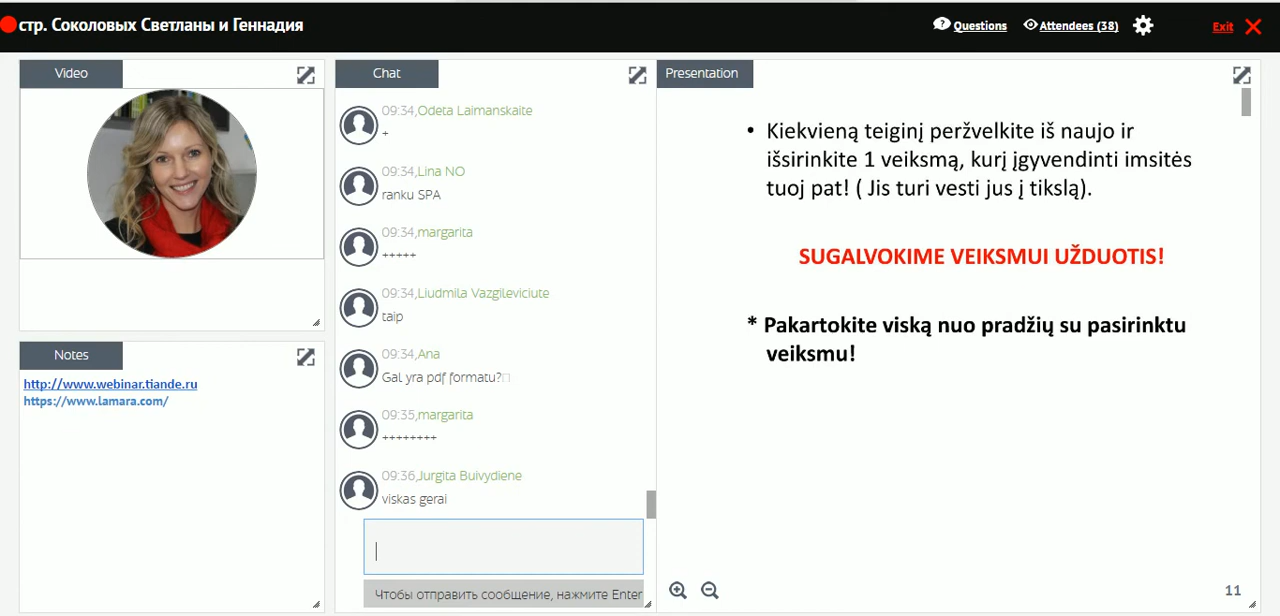 стр. Соколовых Светланы и Геннадия
Questions
Attendees (38)
Exit
Video
Notes
http://www.webinar.tiande.ru
https://www.lamara.com/
Chat
09:34,Odeta Laimanskaite
+
09:34,Lina NO
ranku SPA
09:34,margarita
+++++
09:34,Liudmila Vazgileviciute
taip
09:34,Ana
Gal yra pdf formatu?
09:35,margarita
++++++++
09:36,Jurgita Buivydiene
viskas gerai
Чтобы отправить сообщение, нажмите Enter
Presentation
• Kiekvieną teiginį peržvelkite iš naujo ir
išsirinkite 1 veiksmą, kurį įgyvendinti imsitės
tuoj pat! ( Jis turi vesti jus į tikslą).
SUGALVOKIME VEIKSMUI UŽDUOTIS!
* Pakartokite viską nuo pradžių su pasirinktu
veiksmu!
11